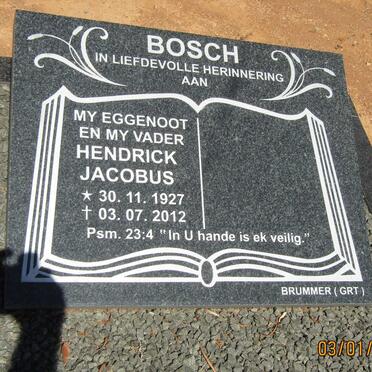 BOSCH
IN LIEFDEVOLLE HERINNERING
AAN
MY EGGENOOT
EN MY VADER
HENDRICK
JACOBUS
★ 30. 11. 1927
† 03. 07. 2012
Psm. 23:4 "In U hande is ek veilig."
BRUMMER ( GRT )
03/01/